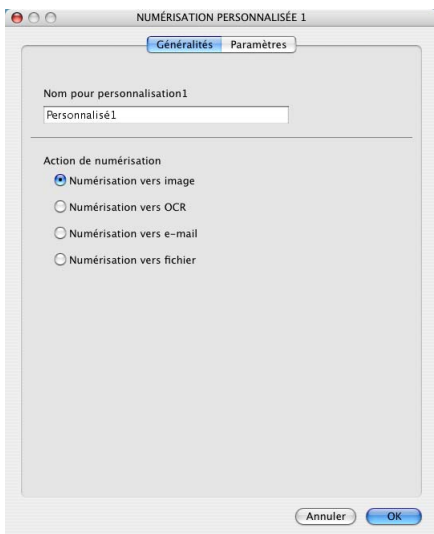 NUMÉRISATION PERSONNALISÉE 1
Généralités Paramètres
Nom pour personnalisation1
Personnalisé1
Action de numérisation
Numérisation vers image
Numérisation vers OCR
Numérisation vers e-mail
Numérisation vers fichier
Annuler OK